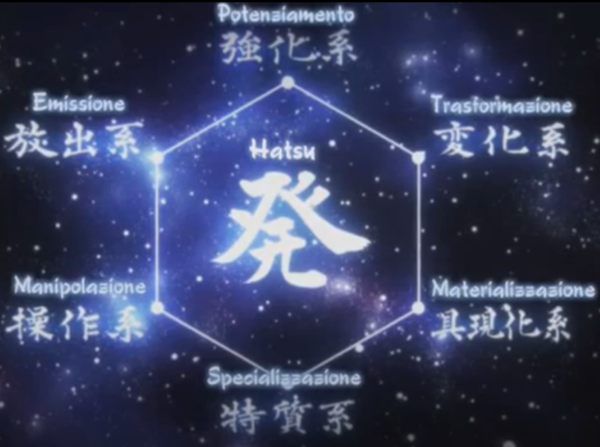 Potenziamento
強化系
Emissione
放出系
Trasformazione
変化系
Hatsu
発
Manipolazione
操作系
Materializzazione
具現化系
Specializzazione
特質系